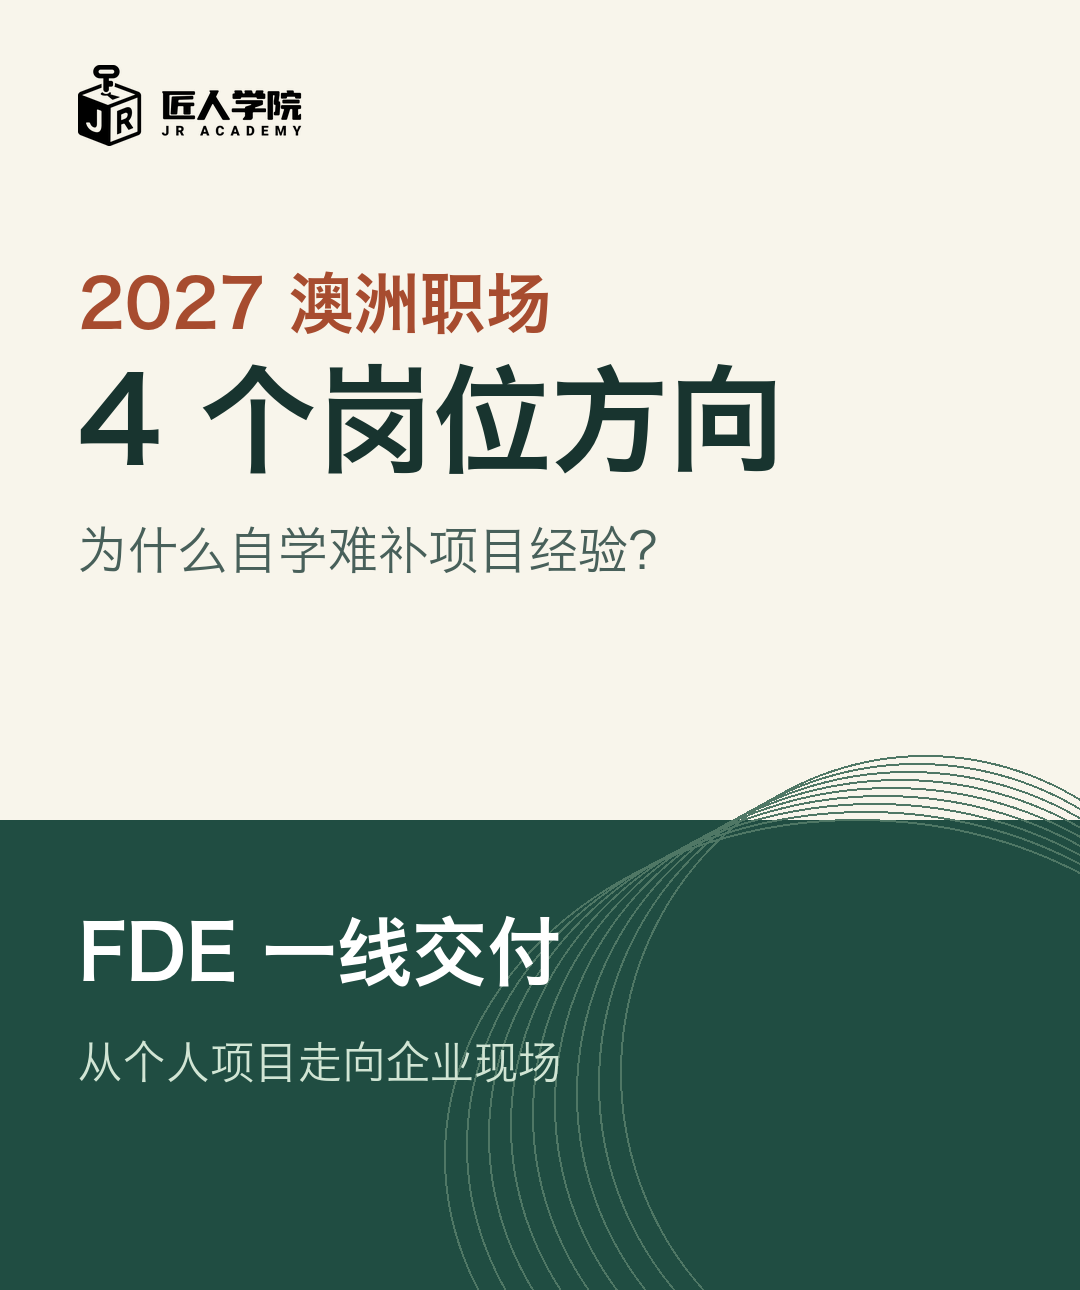 JR
匠人学院
JR ACADEMY
2027 澳洲职场
4 个岗位方向
为什么自学难补项目经验?
FDE 一线交付
从个人项目走向企业现场